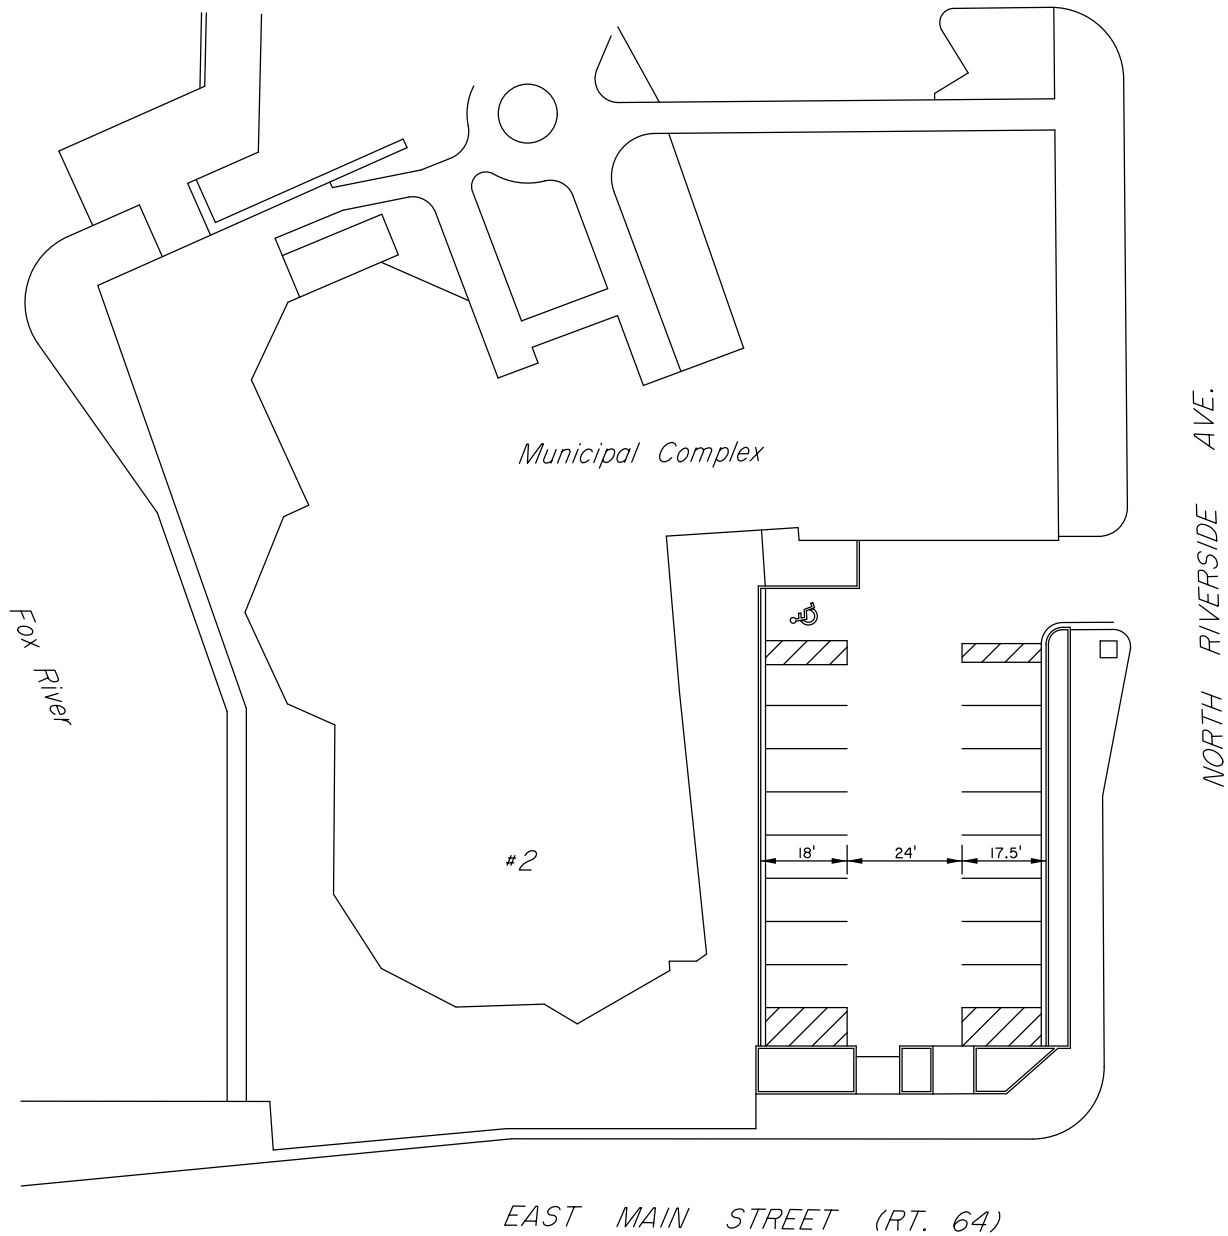 Municipal Complex
NORTH RIVERSIDE AVE.
Fox River
#2
18' 24' 17.5'
EAST MAIN STREET (RT. 64)